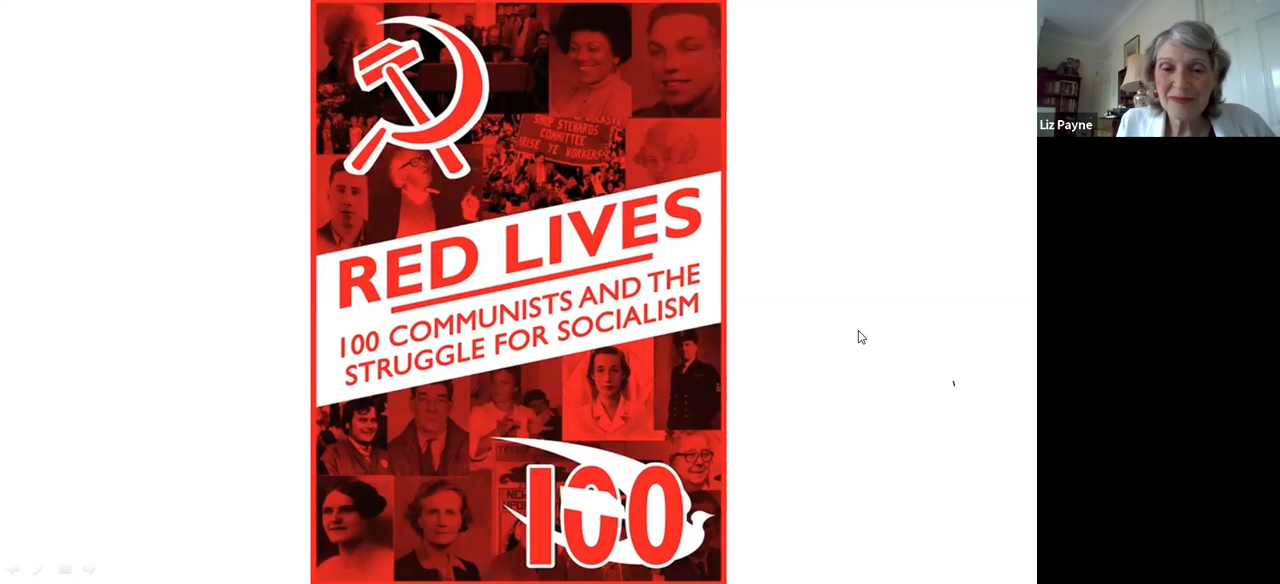 SHOP STEWARDS
COMMITTEE
ARISE YE WORKERS
RED LIVES
100 COMMUNISTS AND THE
STRUGGLE FOR SOCIALISM
100
Liz Payne